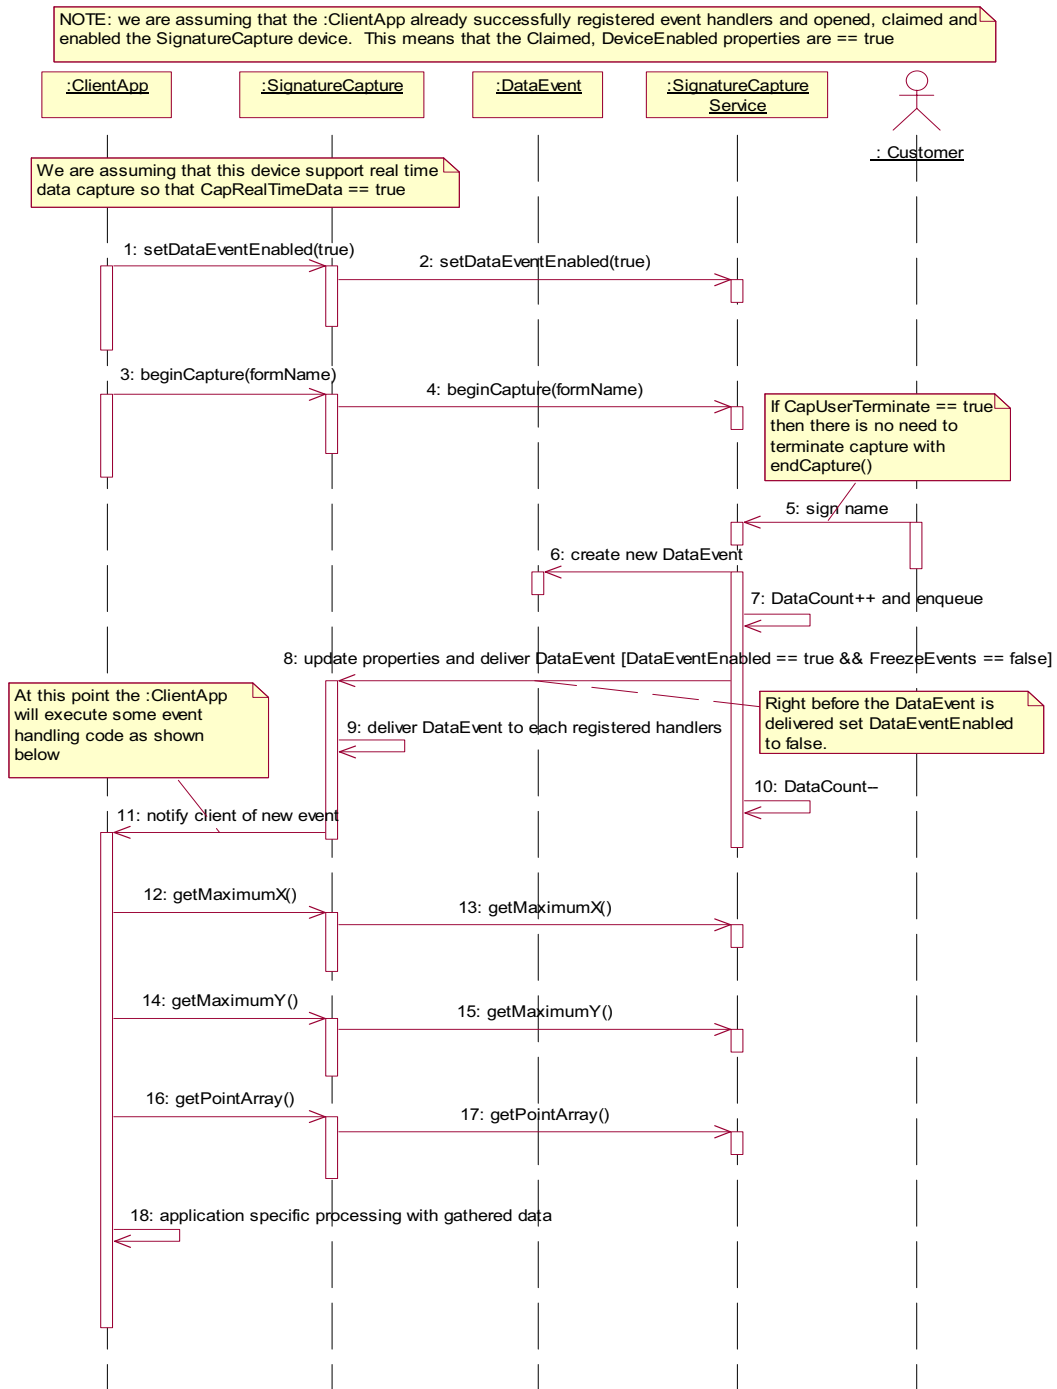 NOTE: we are assuming that the :ClientApp already successfully registered event handlers and opened, claimed and
enabled the SignatureCapture device.  This means that the Claimed, DeviceEnabled properties are == true
:ClientApp
:SignatureCapture
:DataEvent
:SignatureCapture
Service
: Customer
We are assuming that this device support real time
data capture so that CapRealTimeData == true
1: setDataEventEnabled(true)
2: setDataEventEnabled(true)
3: beginCapture(formName)
4: beginCapture(formName)
If CapUserTerminate == true
then there is no need to
terminate capture with
endCapture()
5: sign name
6: create new DataEvent
7: DataCount++ and enqueue
8: update properties and deliver DataEvent [DataEventEnabled == true && FreezeEvents == false]
At this point the :ClientApp
will execute some event
handling code as shown
below
Right before the DataEvent is
delivered set DataEventEnabled
to false.
9: deliver DataEvent to each registered handlers
10: DataCount--
11: notify client of new event
12: getMaximumX()
13: getMaximumX()
14: getMaximumY()
15: getMaximumY()
16: getPointArray()
17: getPointArray()
18: application specific processing with gathered data